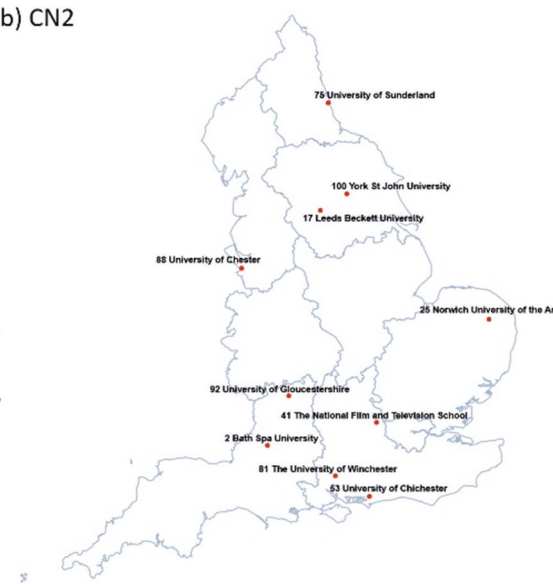 b) CN2
75 University of Sunderland
100 York St John University
17 Leeds Beckett University
88 University of Chester
25 Norwich University of the Ar
92 University of Gloucestershire
41 The National Film and Television School
2 Bath Spa University
81 The University of Winchester
53 University of Chichester